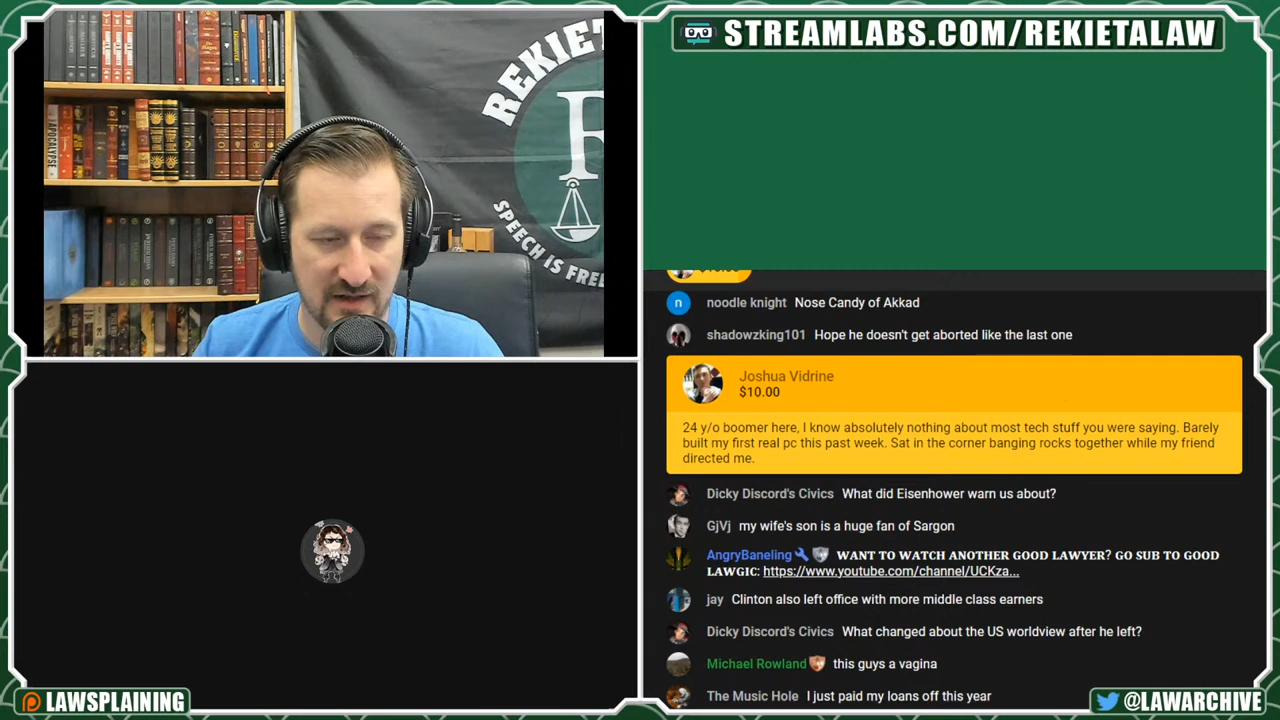 STREAMLABS.COM/REKIETALAW
REKIETA
SPEECH IS FREE
APOCALYPSE
noodle knight Nose Candy of Akkad
shadowzking101 Hope he doesn't get aborted like the last one
Joshua Vidrine
$10.00
24 y/o boomer here, I know absolutely nothing about most tech stuff you were saying. Barely
built my first real pc this past week. Sat in the corner banging rocks together while my friend
directed me.
Dicky Discord's Civics What did Eisenhower warn us about?
GjVj my wife's son is a huge fan of Sargon
AngryBaneling WANT TO WATCH ANOTHER GOOD LAWYER? GO SUB TO GOOD
LAWGIC: https://www.youtube.com/channel/UCKza...
jay Clinton also left office with more middle class earners
Dicky Discord's Civics What changed about the US worldview after he left?
Michael Rowland this guys a vagina
The Music Hole I just paid my loans off this year
LAWSPLAINING
@LAWARCHIVE